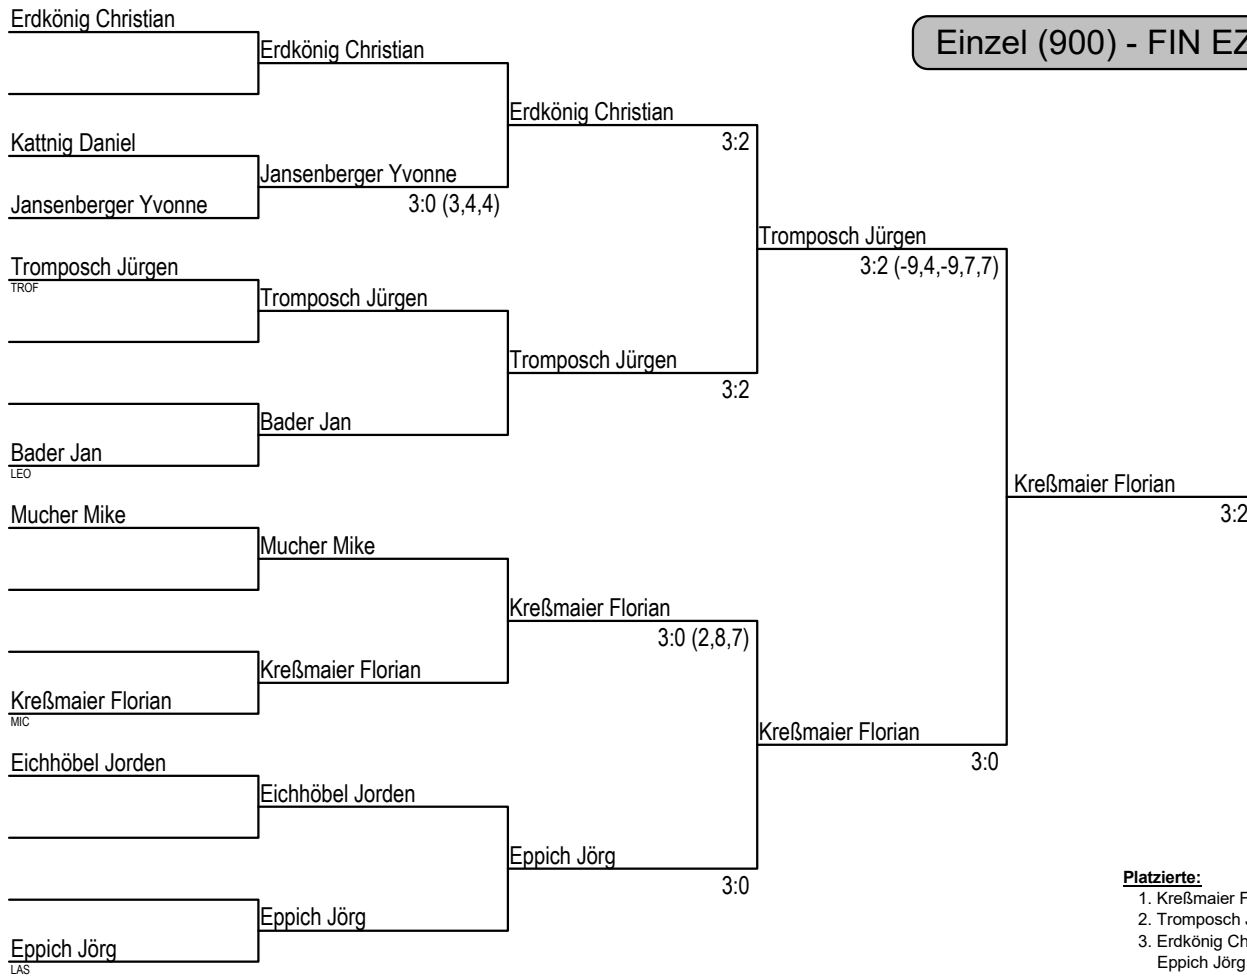 Einzel (900) - FIN EZ
Erdkönig Christian
Erdkönig Christian
Erdkönig Christian
3:2
Kattnig Daniel
Jansenberger Yvonne
3:0 (3,4,4)
Jansenberger Yvonne
Tromposch Jürgen
3:2 (-9,4,-9,7,7)
Tromposch Jürgen
TROF
Tromposch Jürgen
Tromposch Jürgen
3:2
Bader Jan
Bader Jan
LEO
Kreßmaier Florian
3:2
Mucher Mike
Mucher Mike
Kreßmaier Florian
3:0 (2,8,7)
Kreßmaier Florian
Kreßmaier Florian
MIC
Kreßmaier Florian
3:0
Eichhöbel Jorden
Eichhöbel Jorden
Eppich Jörg
3:0
Eppich Jörg
Eppich Jörg
LAS
Platzierte:
1. Kreßmaier F
2. Tromposch J
3. Erdkönig Ch
Eppich Jörg